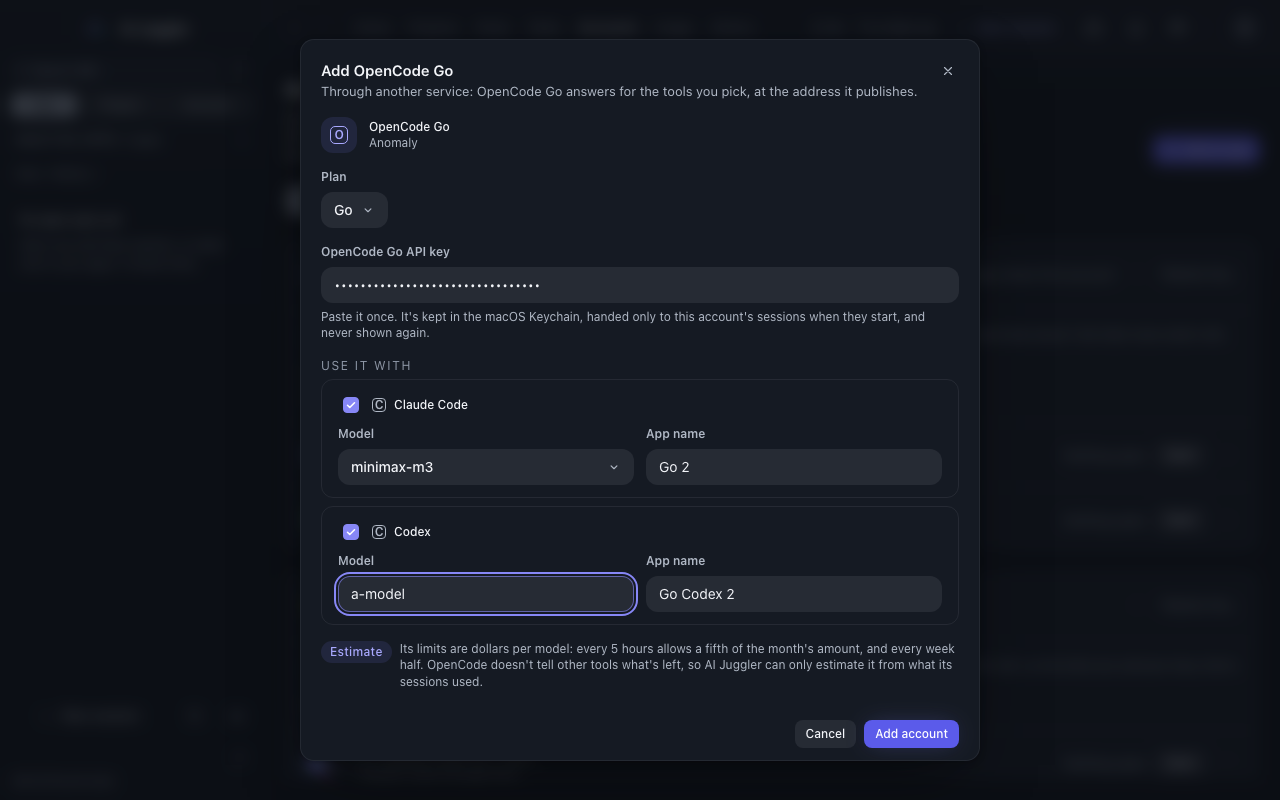 Add OpenCode Go
Through another service: OpenCode Go answers for the tools you pick, at the address it publishes.
O
OpenCode Go
Anomaly
Plan
Go
OpenCode Go API key
••••••••••••••••••••••••••••••••
Paste it once. It's kept in the macOS Keychain, handed only to this account's sessions when they start, and
never shown again.
USE IT WITH
C Claude Code
Model App name
minimax-m3 Go 2
C Codex
Model App name
a-model Go Codex 2
Estimate Its limits are dollars per model: every 5 hours allows a fifth of the month's amount, and every week
half. OpenCode doesn't tell other tools what's left, so AI Juggler can only estimate it from what its
sessions used.
Cancel Add account